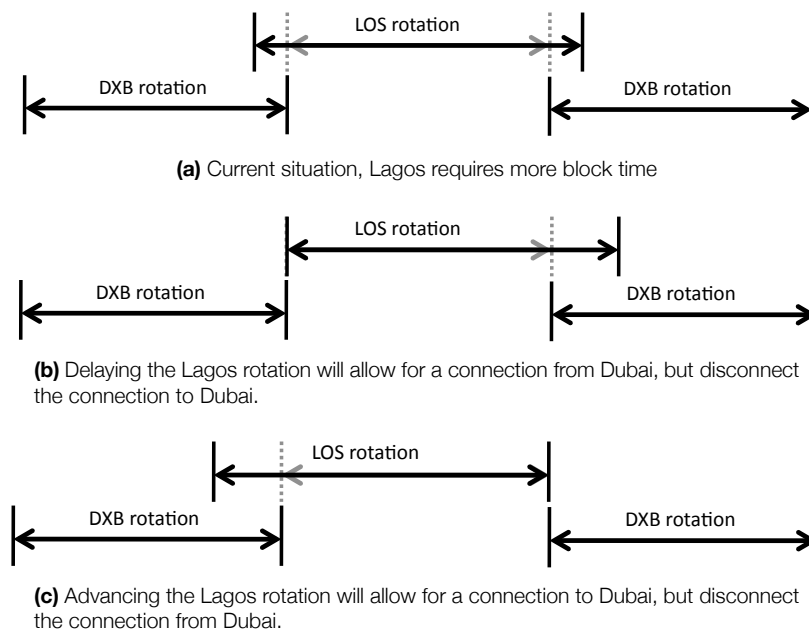 LOS rotation
DXB rotation
DXB rotation
(a) Current situation, Lagos requires more block time
LOS rotation
DXB rotation
DXB rotation
(b) Delaying the Lagos rotation will allow for a connection from Dubai, but disconnect
the connection to Dubai.
LOS rotation
DXB rotation
DXB rotation
(c) Advancing the Lagos rotation will allow for a connection to Dubai, but disconnect
the connection from Dubai.